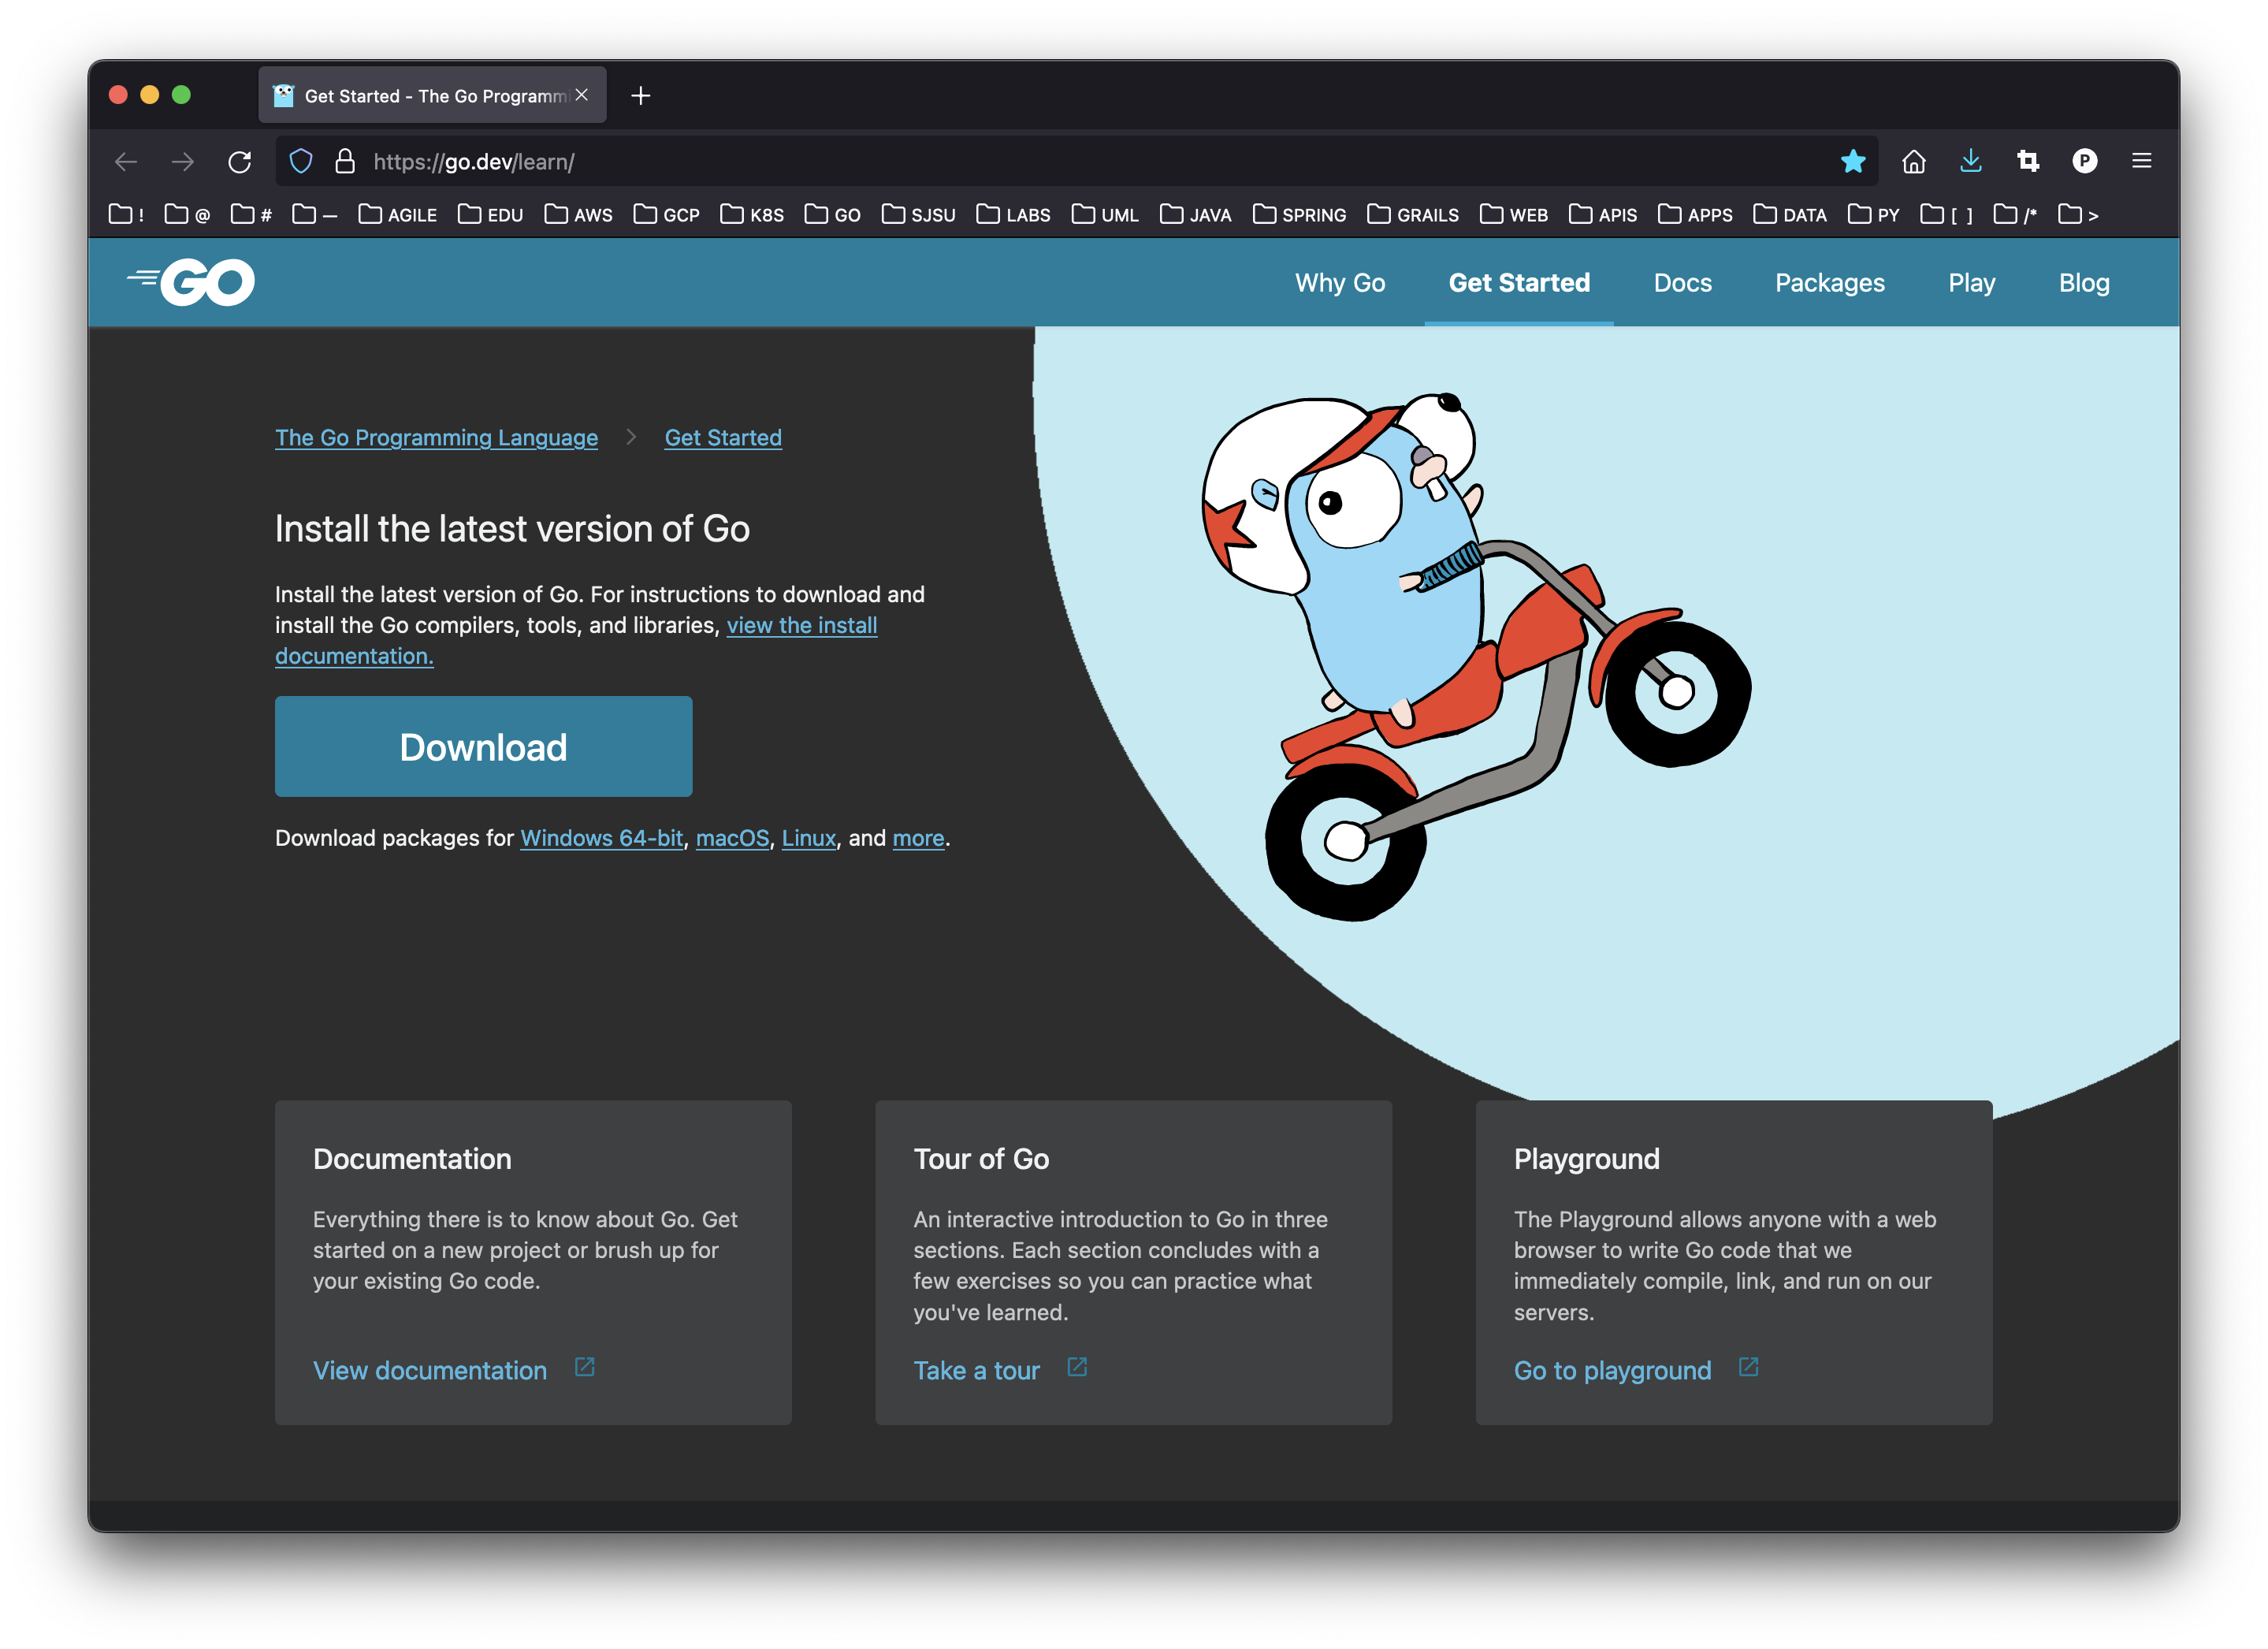 Get Started - The Go Programmi
https://go.dev/learn/
! @ # — AGILE EDU AWS GCP K8S GO SJSU LABS UML JAVA SPRING GRAILS WEB APIS APPS DATA PY [ ] /* >
GO Why Go Get Started Docs Packages Play Blog
The Go Programming Language > Get Started
Install the latest version of Go
Install the latest version of Go. For instructions to download and
install the Go compilers, tools, and libraries, view the install
documentation.
Download
Download packages for Windows 64-bit, macOS, Linux, and more.
Documentation
Everything there is to know about Go. Get
started on a new project or brush up for
your existing Go code.
View documentation
Tour of Go
An interactive introduction to Go in three
sections. Each section concludes with a
few exercises so you can practice what
you've learned.
Take a tour
Playground
The Playground allows anyone with a web
browser to write Go code that we
immediately compile, link, and run on our
servers.
Go to playground